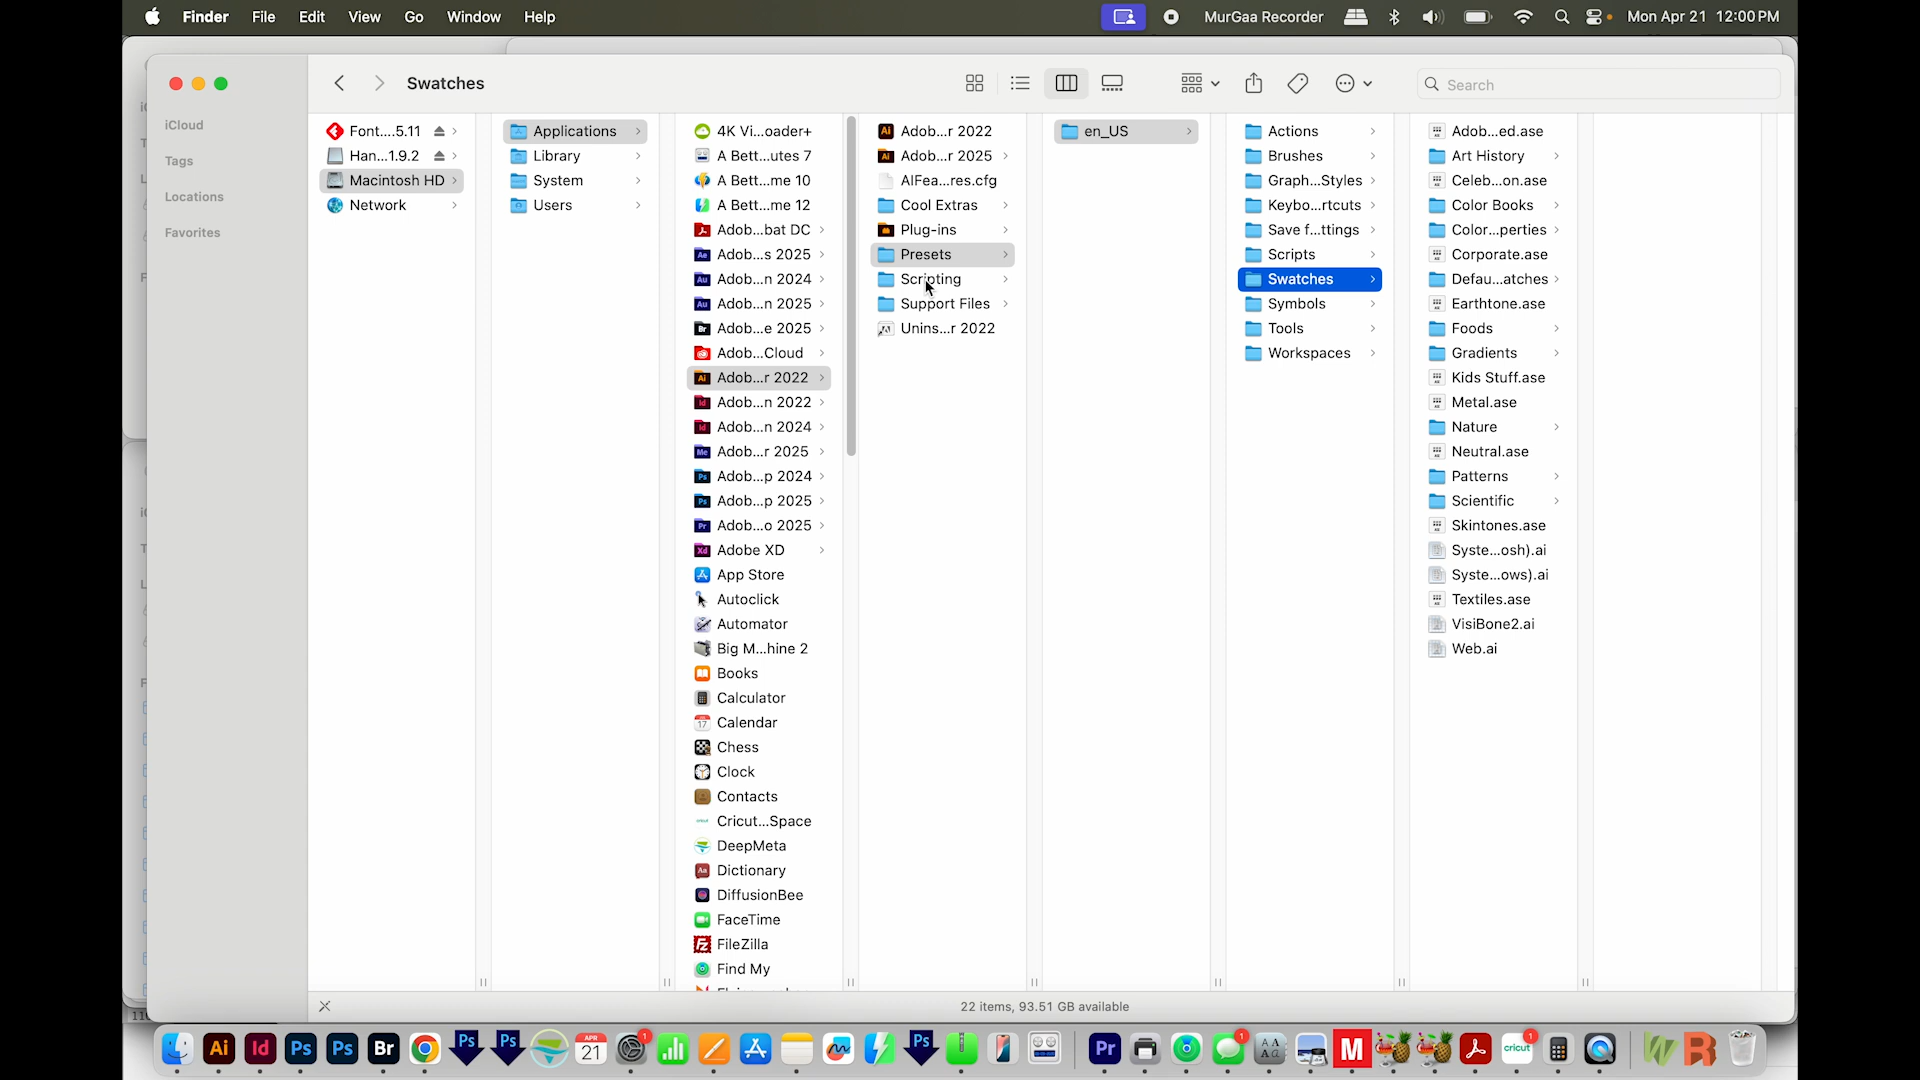 Finder File Edit View Go Window Help MurGaa Recorder Mon Apr 21 12:00 PM
Swatches
Search
iCloud
Tags
Locations
Favorites
Font....5.11
Han...1.9.2
Macintosh HD
Network
Applications
Library
System
Users
4K Vi...oader+
A Bett...utes 7
A Bett...me 10
A Bett...me 12
Adob...bat DC
Adob...s 2025
Adob...n 2024
Adob...n 2025
Adob...e 2025
Adob...Cloud
Adob...r 2022
Adob...n 2022
Adob...n 2024
Adob...r 2025
Adob...p 2024
Adob...p 2025
Adob...o 2025
Adobe XD
App Store
Autoclick
Automator
Big M...hine 2
Books
Calculator
Calendar
Chess
Clock
Contacts
Cricut...Space
DeepMeta
Dictionary
DiffusionBee
FaceTime
FileZilla
Find My
Adob...r 2022
Adob...r 2025
AIFea...res.cfg
Cool Extras
Plug-ins
Presets
Scripting
Support Files
Unins...r 2022
en_US
Actions
Brushes
Graph...Styles
Keybo...rtcuts
Save f...ttings
Scripts
Swatches
Symbols
Tools
Workspaces
Adob...ed.ase
Art History
Celeb...on.ase
Color Books
Color...perties
Corporate.ase
Defau...atches
Earthtone.ase
Foods
Gradients
Kids Stuff.ase
Metal.ase
Nature
Neutral.ase
Patterns
Scientific
Skintones.ase
Syste...osh).ai
Syste...ows).ai
Textiles.ase
VisiBone2.ai
Web.ai
22 items, 93.51 GB available